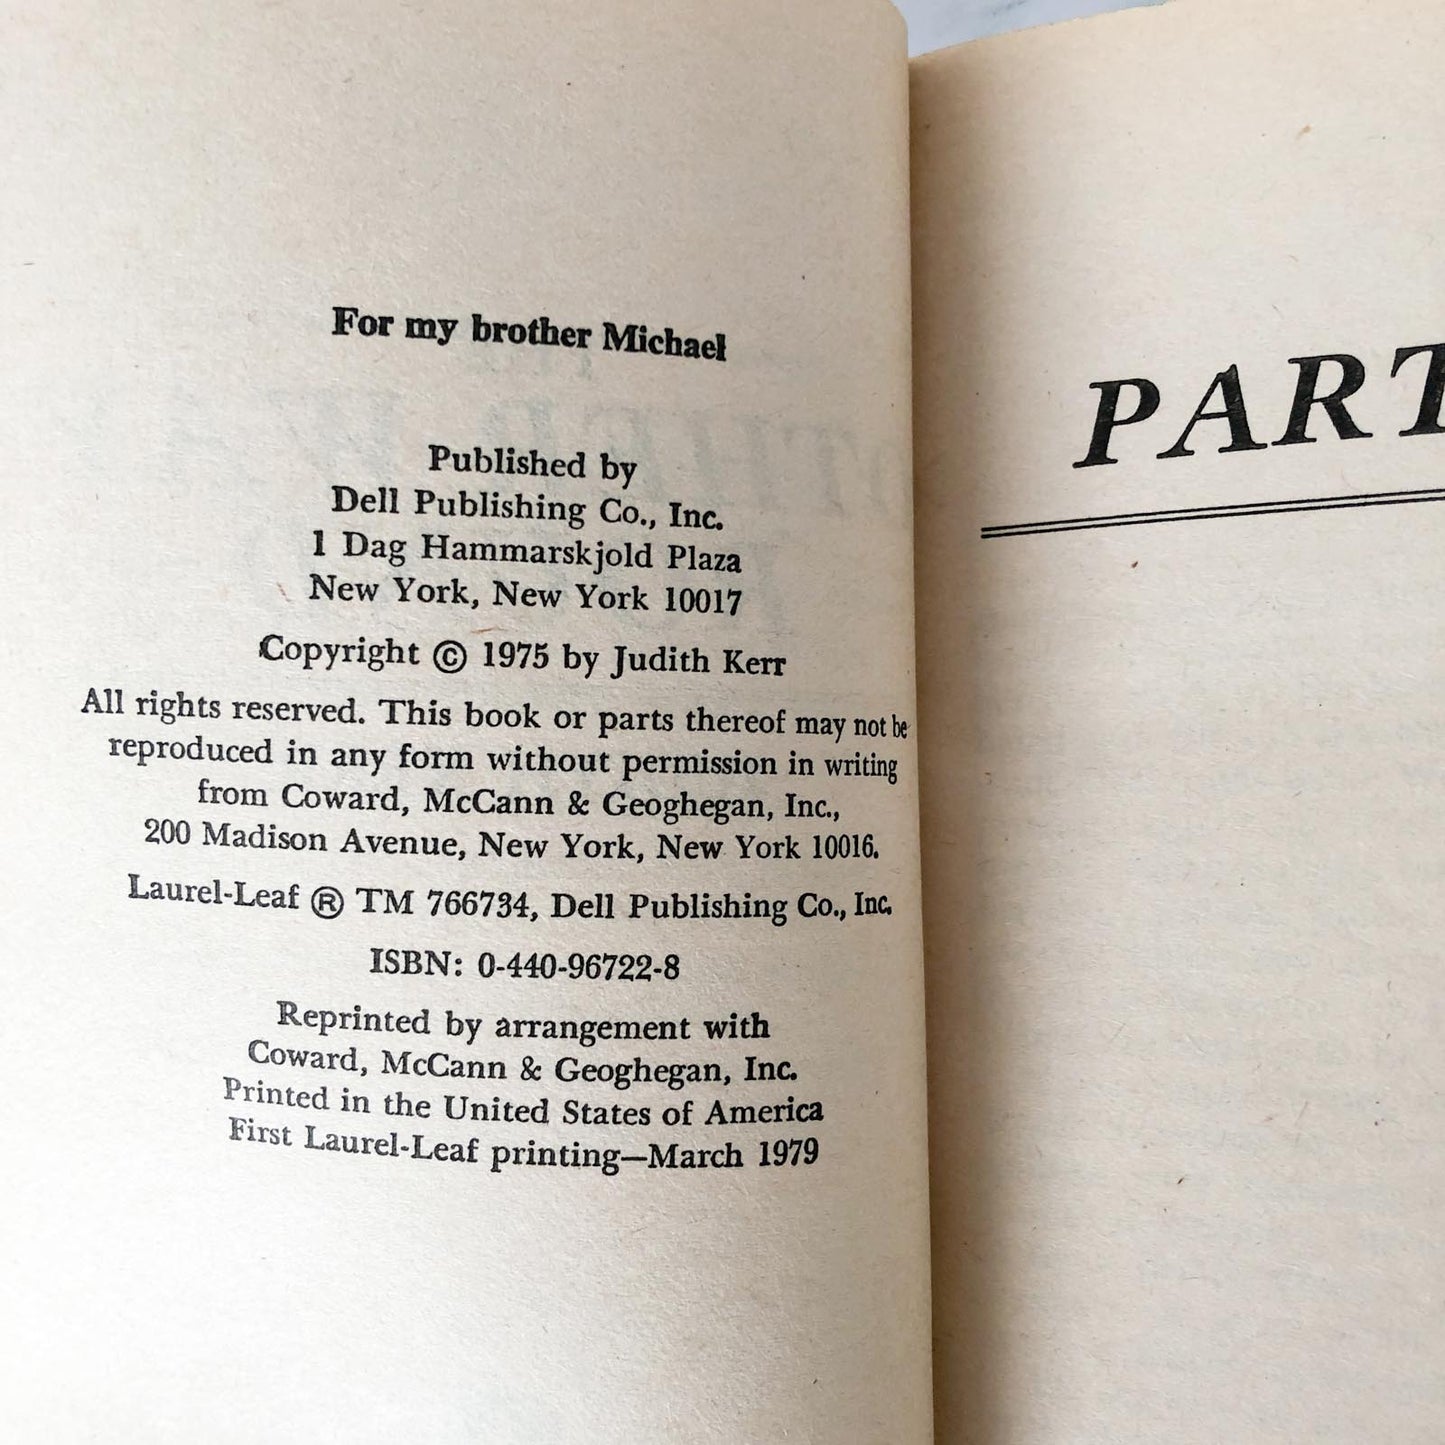 For my brother Michael
Published by
Dell Publishing Co., Inc.
1 Dag Hammarskjold Plaza
New York, New York 10017
Copyright © 1975 by Judith Kerr
All rights reserved. This book or parts thereof may not be
reproduced in any form without permission in writing
from Coward, McCann & Geoghegan, Inc.,
200 Madison Avenue, New York, New York 10016.
Laurel-Leaf ® TM 766734, Dell Publishing Co., Inc.
ISBN: 0-440-96722-8
Reprinted by arrangement with
Coward, McCann & Geoghegan, Inc.
Printed in the United States of America
First Laurel-Leaf printing—March 1979
PART